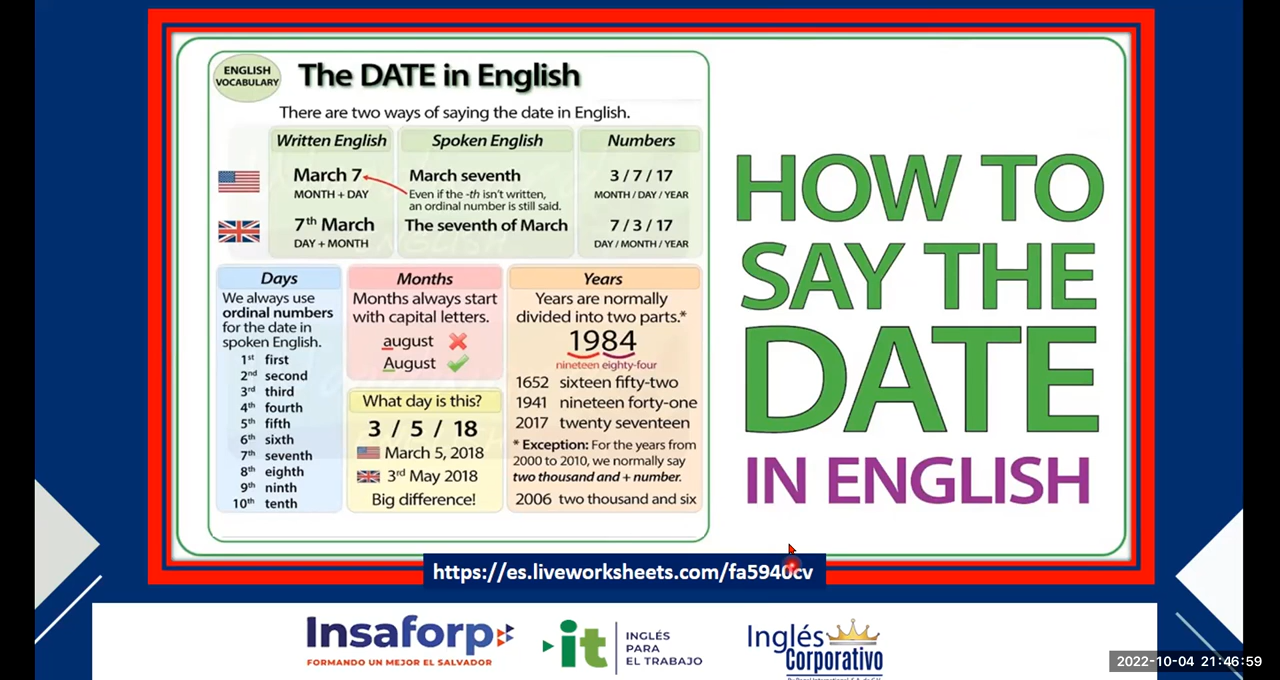 ENGLISH
VOCABULARY
The DATE in English
There are two ways of saying the date in English.
Written English
Spoken English
Numbers
March 7
March seventh
3 / 7 / 17
MONTH + DAY
Even if the -th isn't written,
an ordinal number is still said.
MONTH / DAY / YEAR
7th March
The seventh of March
7 / 3 / 17
DAY + MONTH
DAY / MONTH / YEAR
Days
We always use
ordinal numbers
for the date in
spoken English.
1st first
2nd second
3rd third
4th fourth
5th fifth
6th sixth
7th seventh
8th eighth
9th ninth
10th tenth
Months
Months always start
with capital letters.
august
August
What day is this?
3 / 5 / 18
March 5, 2018
3rd May 2018
Big difference!
Years
Years are normally
divided into two parts.*
1984
nineteen eighty-four
1652 sixteen fifty-two
1941 nineteen forty-one
2017 twenty seventeen
* Exception: For the years from
2000 to 2010, we normally say
two thousand and + number.
2006 two thousand and six
HOW TO
SAY THE
DATE
IN ENGLISH
https://es.liveworksheets.com/fa5940cv
Insaforp
FORMANDO UN MEJOR EL SALVADOR
it
INGLÉS
PARA
EL TRABAJO
Inglés
Corporativo
2022-10-04 21:46:59